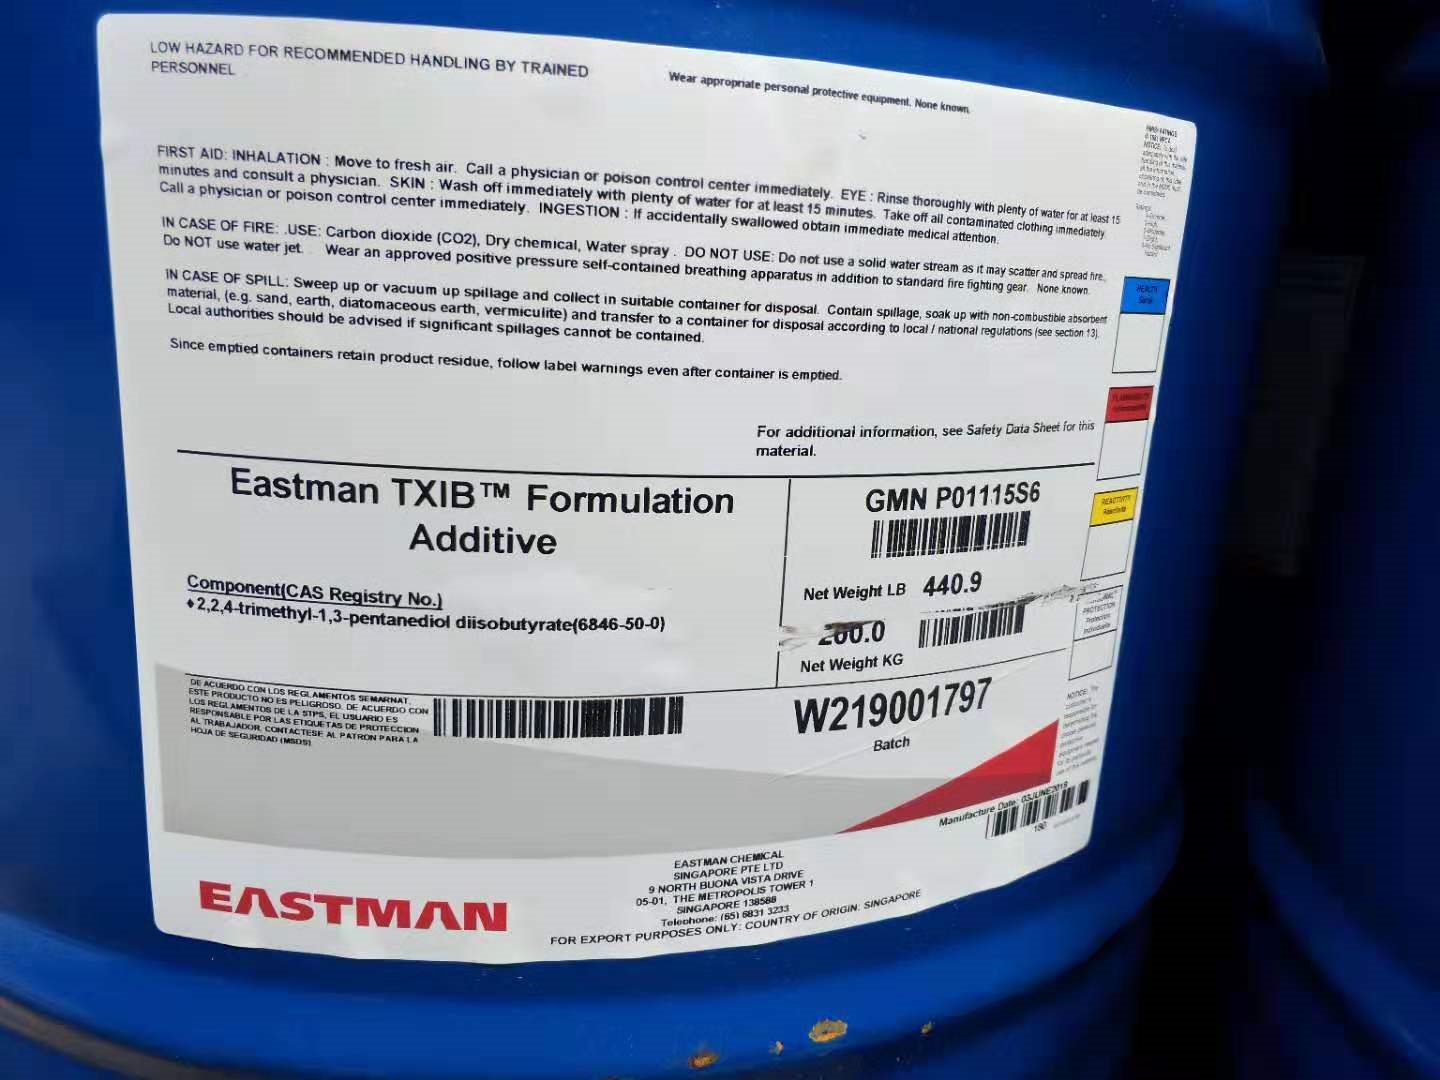 LOW HAZARD FOR RECOMMENDED HANDLING BY TRAINED
PERSONNEL
Wear appropriate personal protective equipment. None known.
FIRST AID: INHALATION : Move to fresh air. Call a physician or poison control center immediately. EYE : Rinse thoroughly with plenty of water for at least 15
minutes and consult a physician. SKIN : Wash off immediately with plenty of water for at least 15 minutes. Take off all contaminated clothing immediately
Call a physician or poison control center immediately. INGESTION : If accidentally swallowed obtain immediate medical attention.
IN CASE OF FIRE: .USE: Carbon dioxide (CO2), Dry chemical, Water spray . DO NOT USE: Do not use a solid water stream as it may scatter and spread fire.
Do NOT use water jet. Wear an approved positive pressure self-contained breathing apparatus in addition to standard fire fighting gear. None known.
IN CASE OF SPILL: Sweep up or vacuum up spillage and collect in suitable container for disposal. Contain spillage, soak up with non-combustible absorbent
material, (e.g. sand, earth, diatomaceous earth, vermiculite) and transfer to a container for disposal according to local / national regulations (see section 13).
Local authorities should be advised if significant spillages cannot be contained.
Since emptied containers retain product residue, follow label warnings even after container is emptied.
For additional information, see Safety Data Sheet for this
material.
HEALTH
FLAMMABILITY
REACTIVITY
PROTECTION
Eastman TXIB™ Formulation
Additive
Component(CAS Registry No.)
♦2,2,4-trimethyl-1,3-pentanediol diisobutyrate(6846-50-0)
GMN P01115S6
Net Weight LB 440.9
200.0
Net Weight KG
DE ACUERDO CON LOS REGLAMENTOS SEMARNAT,
ESTE PRODUCTO NO ES PELIGROSO. DE ACUERDO CON
LOS REGLAMENTOS DE LA STPS, EL USUARIO ES
RESPONSABLE POR LAS ETIQUETAS DE PROTECCION
AL TRABAJADOR. CONTACTESE AL PATRON PARA LA
HOJA DE SEGURIDAD (MSDS)
W219001797
Batch
Manufacture Date: 03JUNE2019
180
EASTMAN
EASTMAN CHEMICAL
SINGAPORE PTE LTD
9 NORTH BUONA VISTA DRIVE
05-01, THE METROPOLIS TOWER 1
SINGAPORE 138588
Telephone: (65) 6831 3233
FOR EXPORT PURPOSES ONLY: COUNTRY OF ORIGIN: SINGAPORE